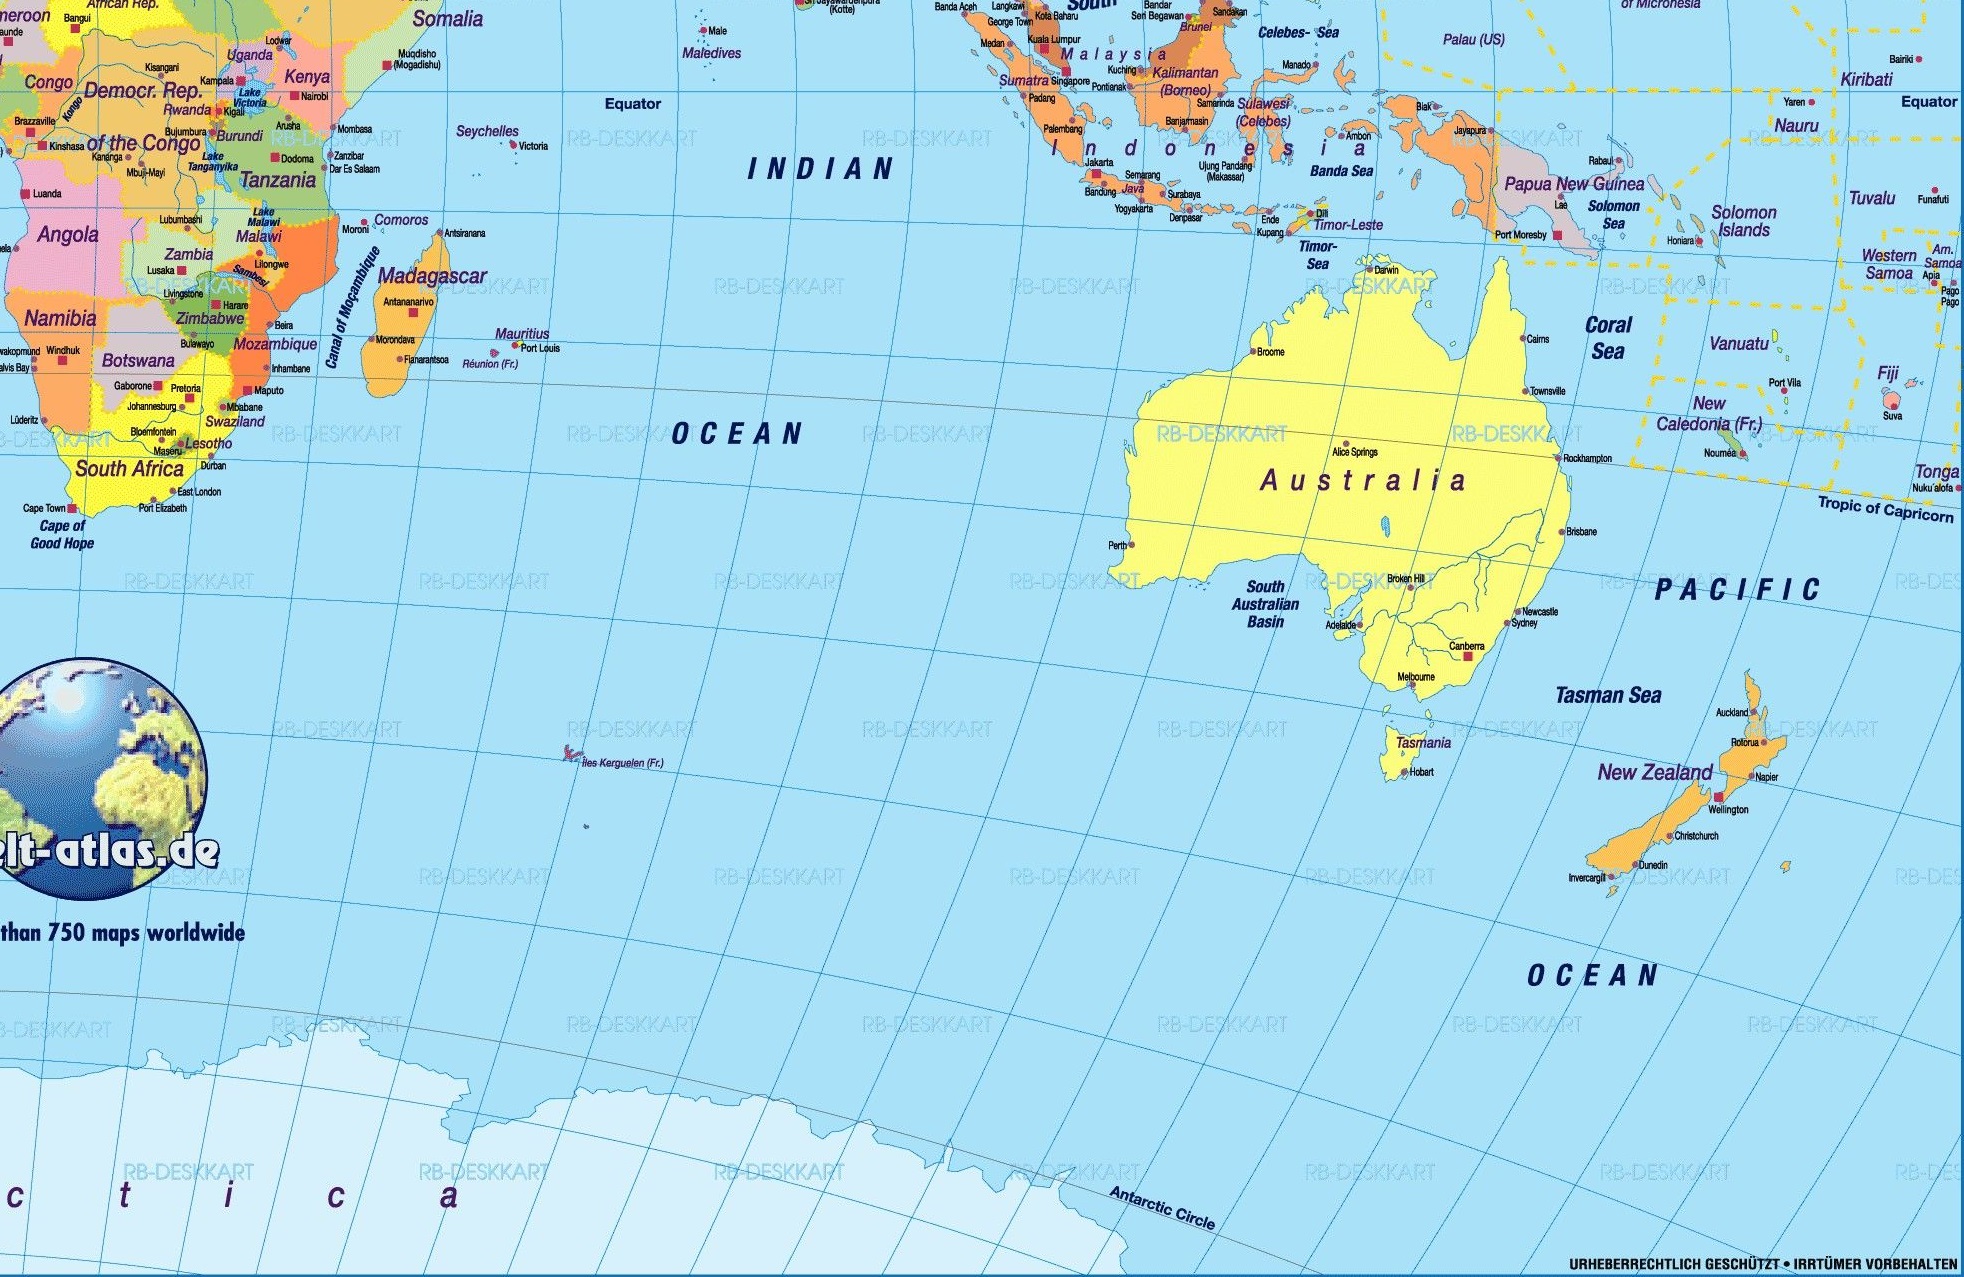 African Rep.
Somalia
Sri Jayawardenpura
(Kotte)
Banda Aceh
Langkawi
South
Bandar
Seri Begawan
Sandakan
of Micronesia
Bangui
Lodwar
Male
George Town
Kota Baharu
Brunei
Celebes- Sea
Palau (US)
Uganda
Muqdisho
(Mogadishu)
Maledives
Medan
Kuala Lumpur
Malaysia
Manado
Bairiki
Kisangani
Congo
Democr. Rep.
of the Congo
Kampala
Kenya
Nairobi
Lake
Victoria
Rwanda
Kigali
Kongo
Equator
Sumatra
Singapore
Kuching
Pontianak
Kalimantan
(Borneo)
Samarinda
Sulawesi
(Celebes)
Padang
Biak
Kiribati
Yaren
Equator
Nauru
Brazzaville
Kinshasa
Kananga
Mbuji-Mayi
Bujumbura
Burundi
Arusha
Mombasa
Lake
Tanganyika
Dodoma
Zanzibar
Dar Es Salaam
Tanzania
Seychelles
Victoria
INDIAN
Palembang
Banjarmasin
Ambon
Jayapura
Indonesia
Jakarta
Bandung
Java
Semarang
Yogyakarta
Surabaya
Denpasar
Ujung Pandang
(Makassar)
Banda Sea
Rabaul
Papua New Guinea
Lae
Port Moresby
Solomon
Sea
Solomon
Islands
Honiara
Tuvalu
Funafuti
Luanda
Angola
Lubumbashi
Lake
Malawi
Malawi
Zambia
Lusaka
Lilongwe
Moroni
Comoros
Antsiranana
Ende
Kupang
Dili
Timor-Leste
Timor-
Sea
Western
Samoa
Am.
Samoa
Apia
Pago
Pago
Sambesi
Canal of Moçambique
Madagascar
Antananarivo
Morondava
Fianarantsoa
Darwin
Livingstone
Harare
Zimbabwe
Bulawayo
Beira
Mozambique
Inhambane
Maputo
Namibia
Windhuk
Botswana
Gaborone
Pretoria
Johannesburg
Mbabane
Swaziland
Mauritius
Port Louis
Réunion (Fr.)
Broome
Cairns
Townsville
Coral
Sea
Vanuatu
Port Vila
Fiji
Suva
New
Caledonia (Fr.)
Nouméa
Lüderitz
Bloemfontein
Maseru
Lesotho
Durban
South Africa
East London
Port Elizabeth
Cape Town
Cape of
Good Hope
OCEAN
Alice Springs
Australia
Rockhampton
Tonga
Nuku´alofa
Tropic of Capricorn
Perth
Brisbane
PACIFIC
South
Australian
Basin
Broken Hill
Adelaide
Newcastle
Sydney
Canberra
Melbourne
Tasman Sea
Tasmania
Hobart
Auckland
Rotorua
Napier
New Zealand
Wellington
Christchurch
Dunedin
Invercargill
Îles Kerguelen (Fr.)
elt-atlas.de
than 750 maps worldwide
OCEAN
ctica
Antarctic Circle
RB-DESKKART
URHEBERRECHTLICH GESCHÜTZT • IRRTÜMER VORBEHALTEN